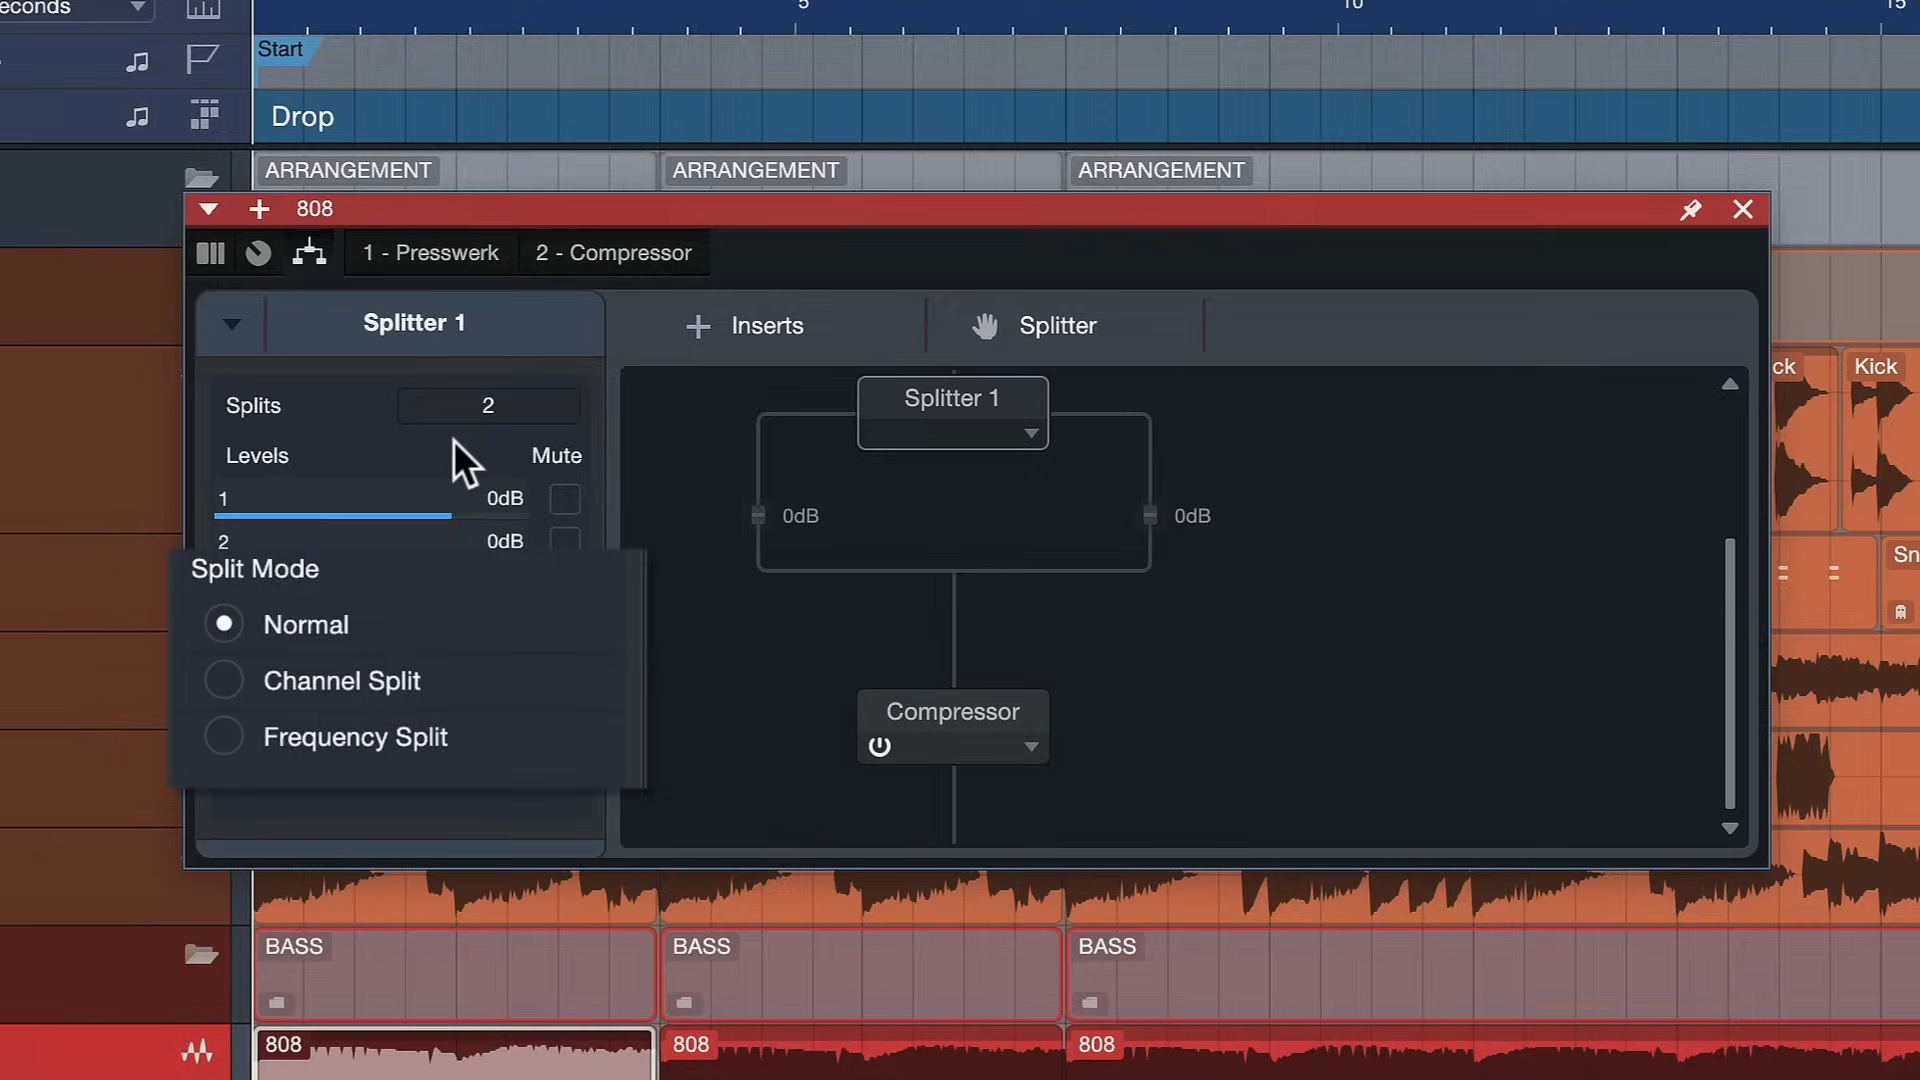 econds
5
10
15
Start
Drop
ARRANGEMENT
ARRANGEMENT
ARRANGEMENT
808
1 - Presswerk
2 - Compressor
Splitter 1
Inserts
Splitter
ck
Kick
Splits
2
Splitter 1
Levels
Mute
1
0dB
0dB
0dB
2
0dB
Sn
Split Mode
Normal
Channel Split
Frequency Split
Compressor
BASS
BASS
BASS
808
808
808